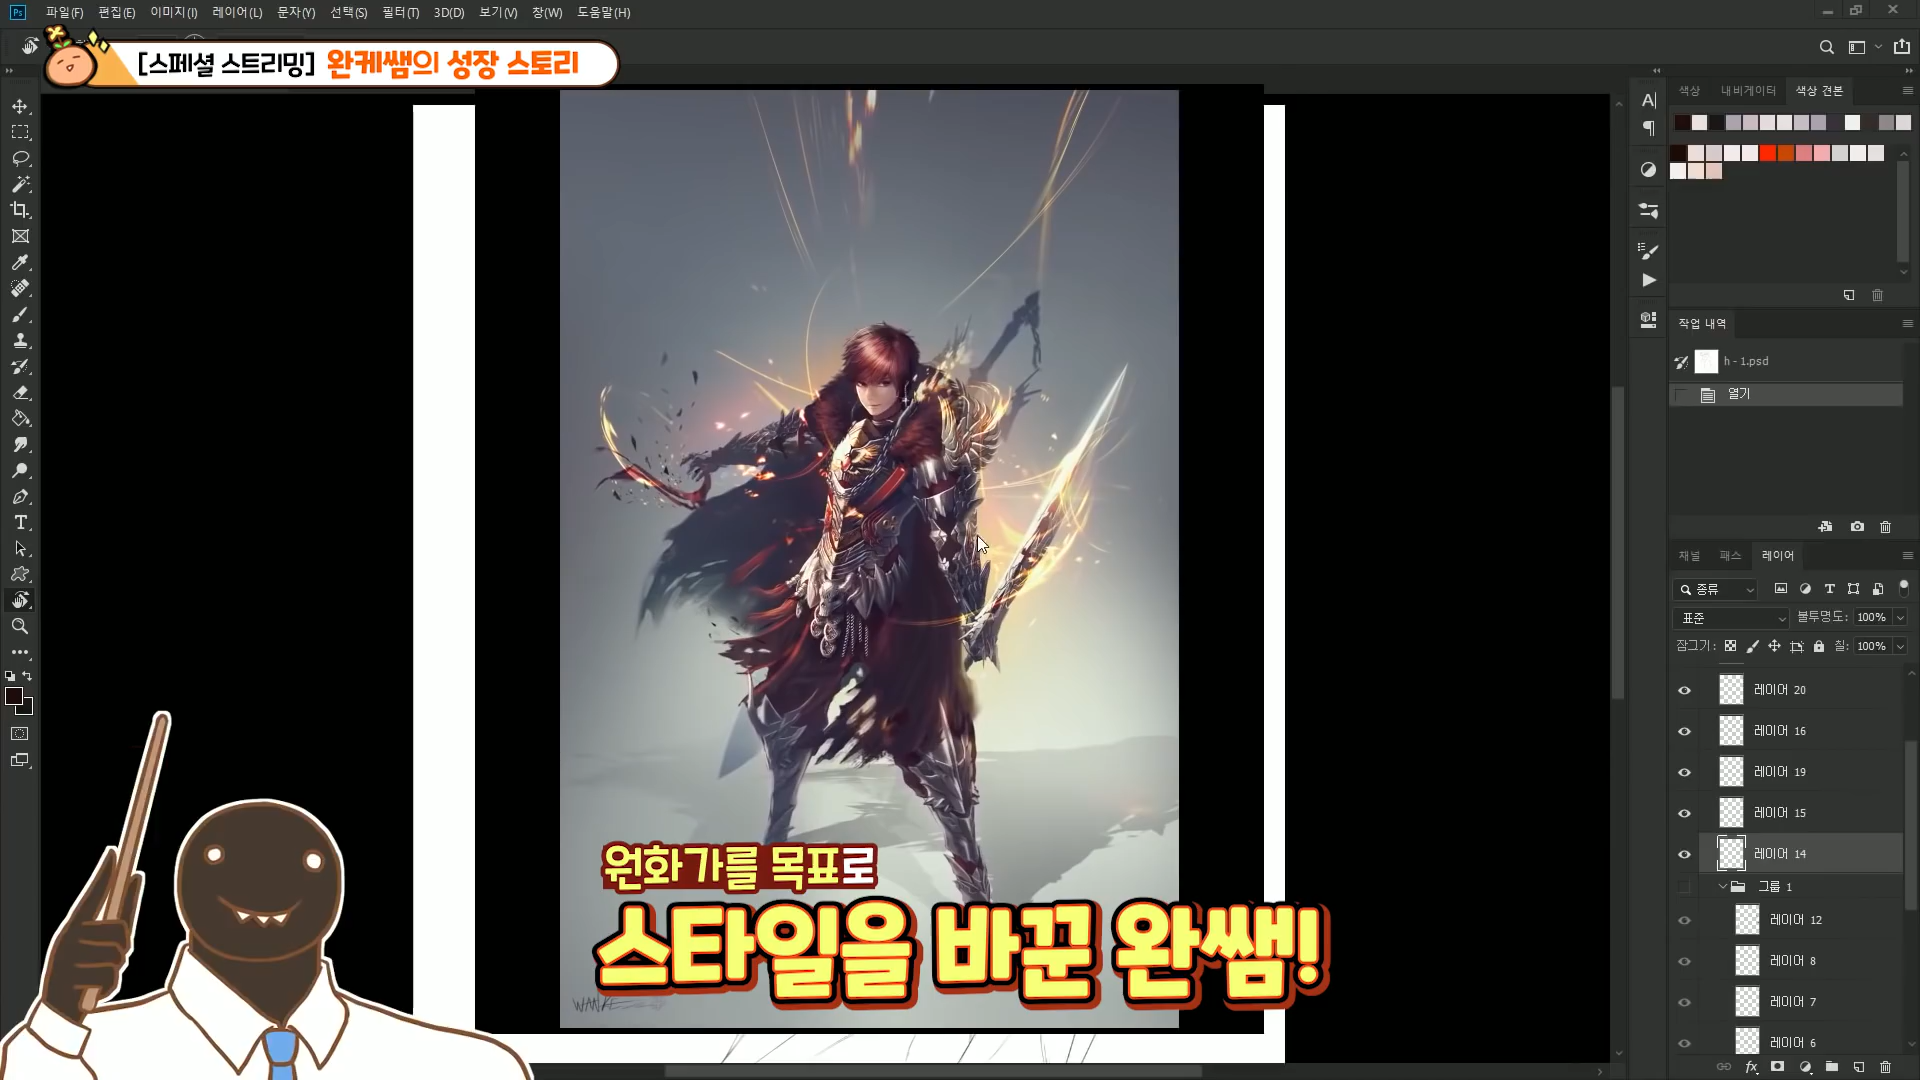 Ps 파일(F) 편집(E) 이미지(I) 레이어(L) 문자(Y) 선택(S) 필터(T) 3D(D) 보기(V) 창(W) 도움말(H)
[스페셜 스트리밍] 완케쌤의 성장 스토리
색상 내비게이터 색상 견본
작업 내역
h - 1.psd
열기
채널 패스 레이어
종류
표준 불투명도: 100%
잠그기: 칠: 100%
레이어 20
레이어 16
레이어 19
레이어 15
레이어 14
그룹 1
레이어 12
레이어 8
레이어 7
레이어 6
원화가를 목표로
스타일을 바꾼 완쌤!
WANKE